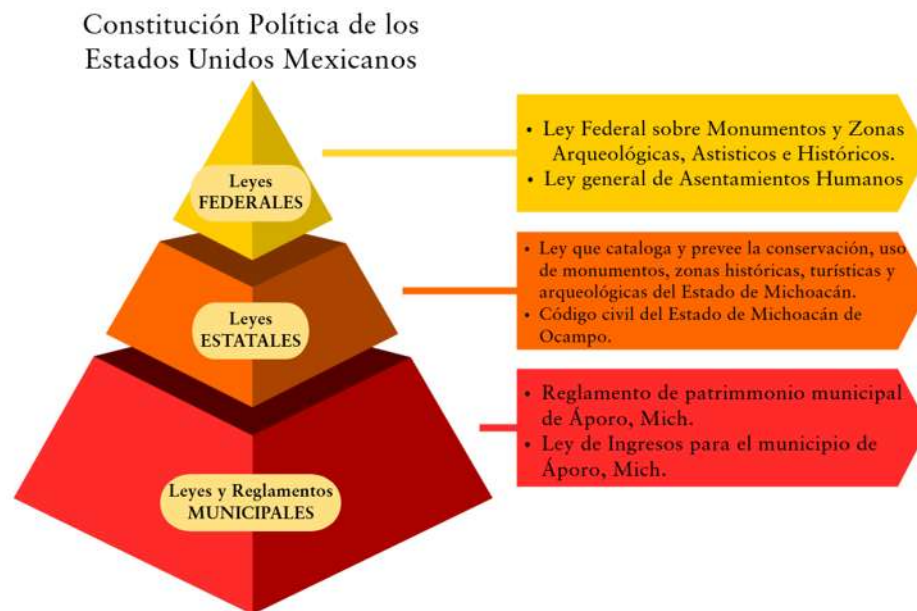 Constitución Política de los
Estados Unidos Mexicanos
Leyes
FEDERALES
• Ley Federal sobre Monumentos y Zonas
Arqueológicas, Astisticos e Históricos.
• Ley general de Asentamientos Humanos
Leyes
ESTATALES
• Ley que cataloga y prevee la conservación, uso
de monumentos, zonas históricas, turísticas y
arqueológicas del Estado de Michoacán.
• Código civil del Estado de Michoacán de
Ocampo.
Leyes y Reglamentos
MUNICIPALES
• Reglamento de patrimmonio municipal
de Áporo, Mich.
• Ley de Ingresos para el municipio de
Áporo, Mich.